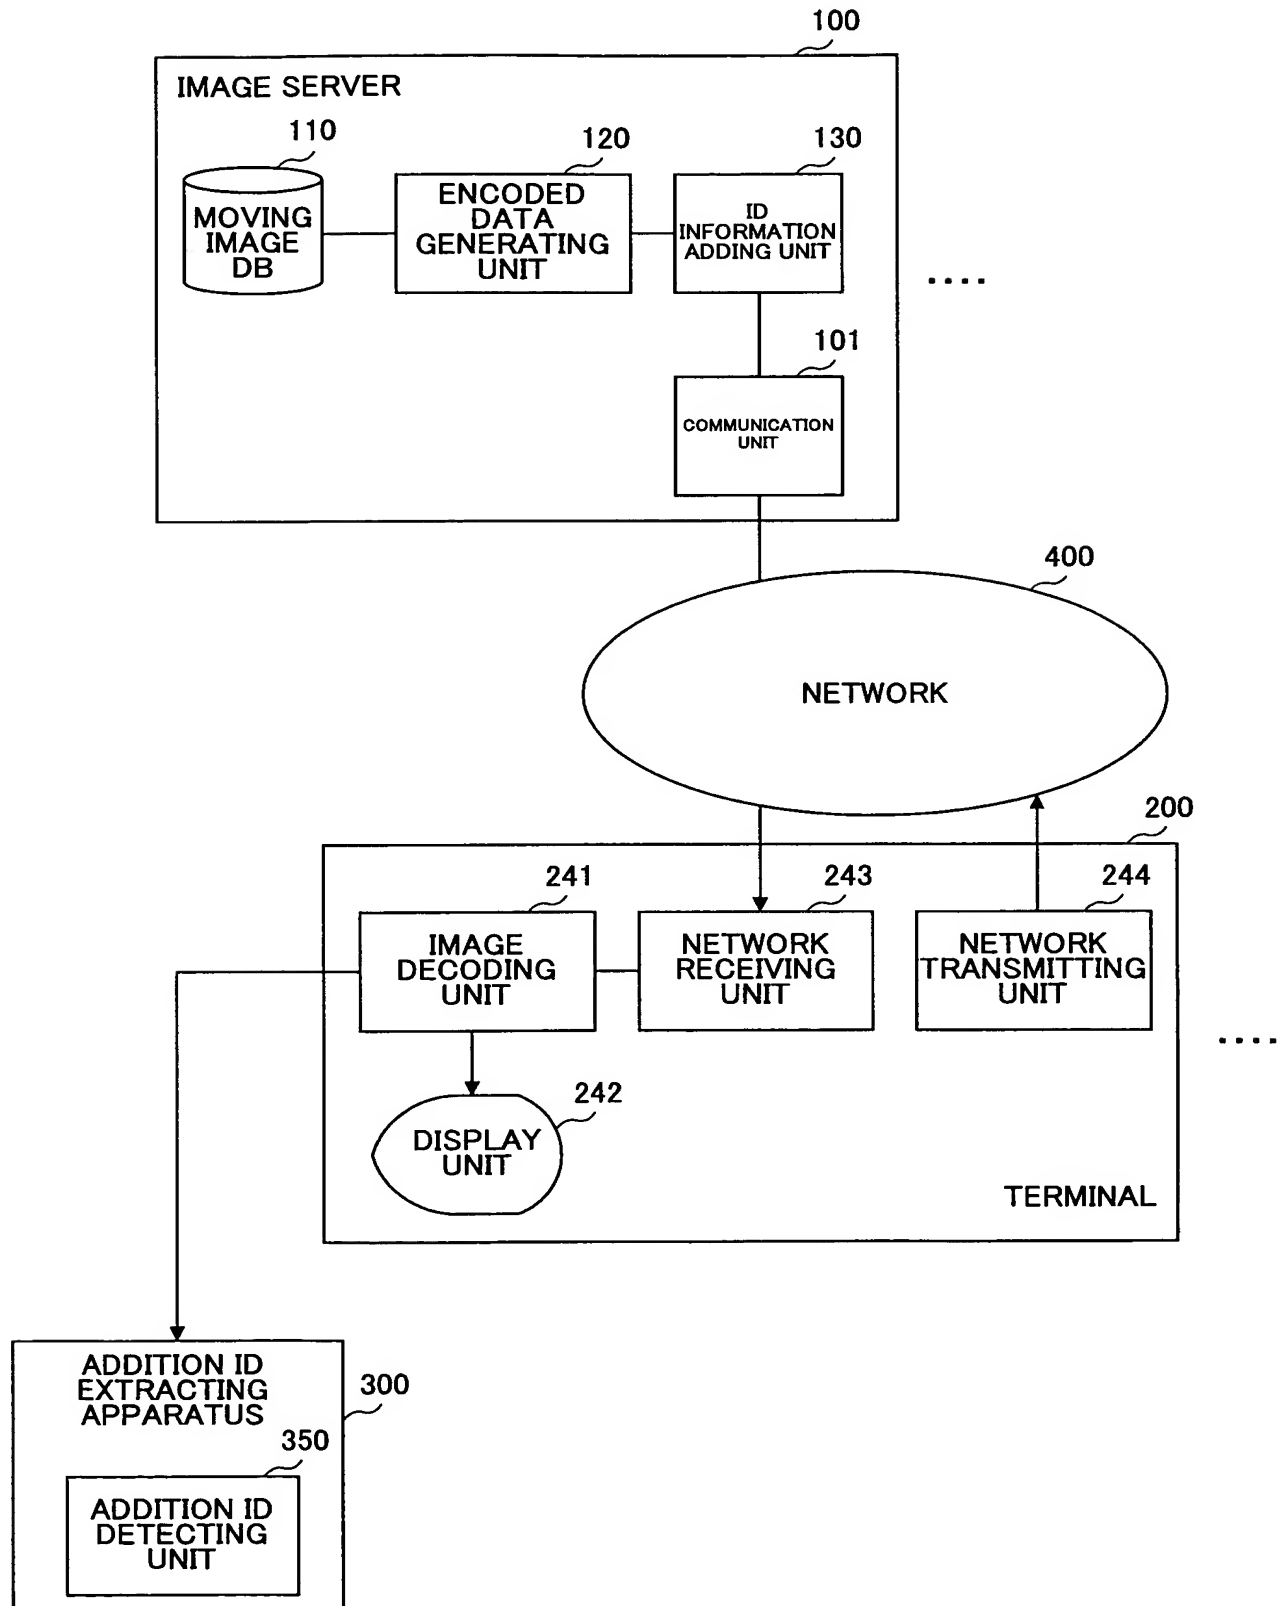 100
IMAGE SERVER
110
120
130
MOVING
IMAGE
DB
ENCODED
DATA
GENERATING
UNIT
ID
INFORMATION
ADDING UNIT
....
101
COMMUNICATION
UNIT
400
NETWORK
200
241
243
244
IMAGE
DECODING
UNIT
NETWORK
RECEIVING
UNIT
NETWORK
TRANSMITTING
UNIT
....
242
DISPLAY
UNIT
TERMINAL
ADDITION ID
EXTRACTING
APPARATUS
300
350
ADDITION ID
DETECTING
UNIT